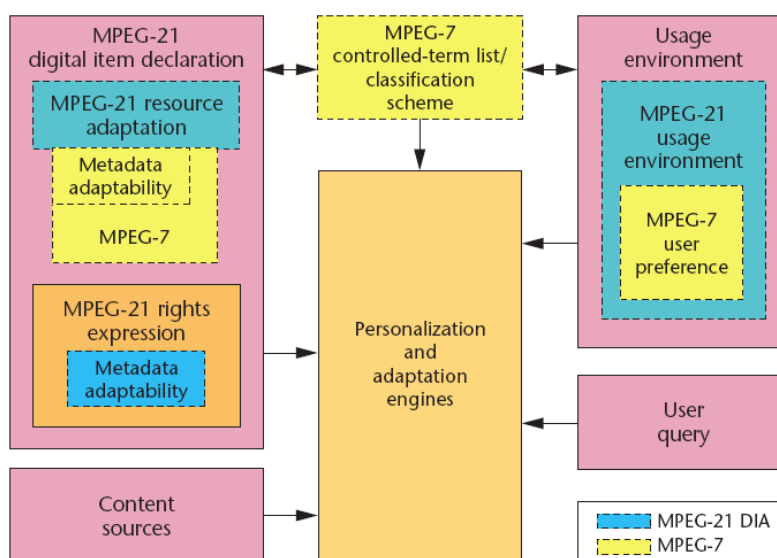 MPEG-21
digital item declaration
MPEG-21 resource
adaptation
Metadata
adaptability
MPEG-7
MPEG-21 rights
expression
Metadata
adaptability
Content
sources
MPEG-7
controlled-term list/
classification
scheme
Personalization
and
adaptation
engines
Usage
environment
MPEG-21
usage
environment
MPEG-7
user
preference
User
query
MPEG-21 DIA
MPEG-7